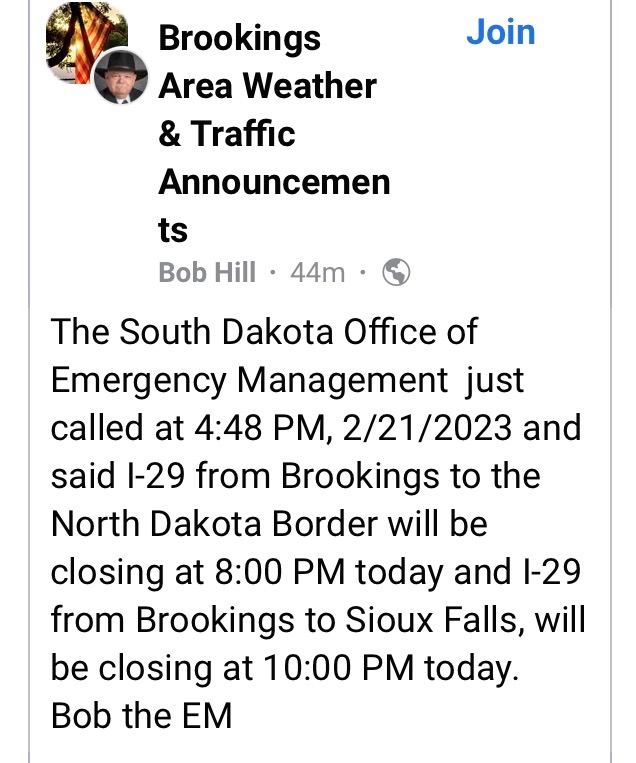 Brookings
Join
Area Weather
& Traffic
Announcemen
ts
Bob Hill · 44m ·
The South Dakota Office of
Emergency Management  just
called at 4:48 PM, 2/21/2023 and
said I-29 from Brookings to the
North Dakota Border will be
closing at 8:00 PM today and I-29
from Brookings to Sioux Falls, will
be closing at 10:00 PM today.
Bob the EM